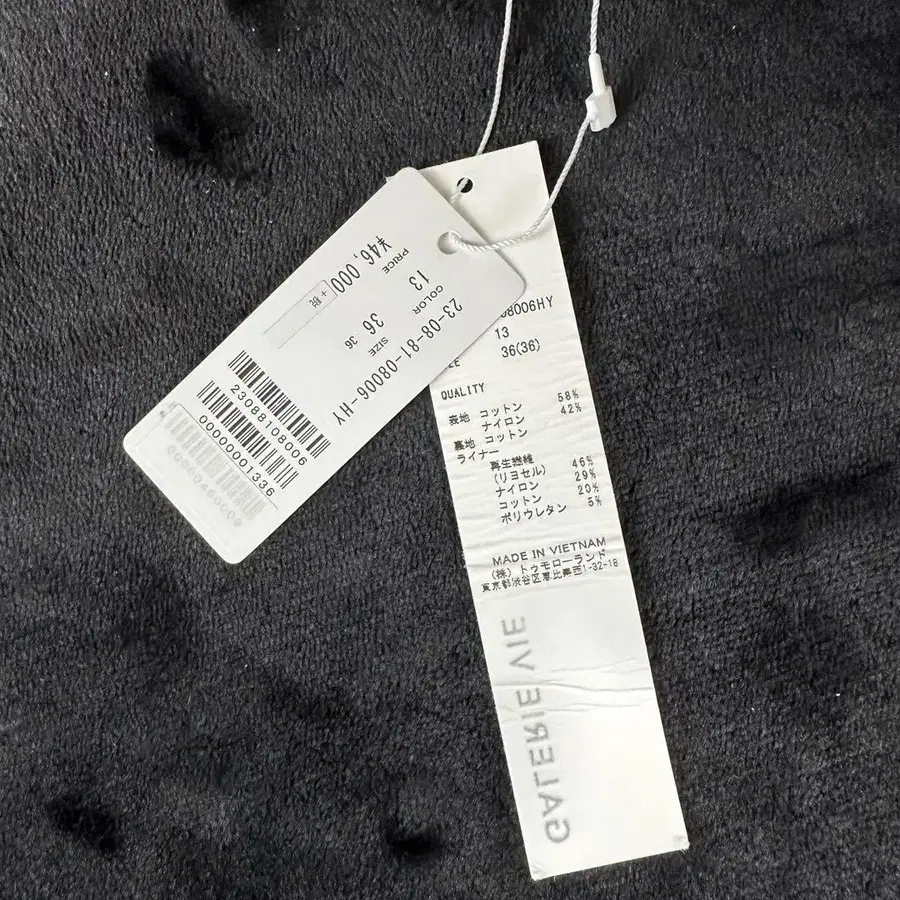 23-08-81-08006-HY
COLOR SIZE
13 36 36
PRICE
¥46,000 +税
23088108006
00000001336
08006HY
13
36(36)
QUALITY
表地 コットン 58%
ナイロン 42%
裏地 コットン
ライナー
再生繊維 46%
(リヨセル) 29%
ナイロン 20%
コットン 5%
ポリウレタン
MADE IN VIETNAM
(株) トゥモローランド
東京都渋谷区恵比寿西1-32-18
GALERIE VIE